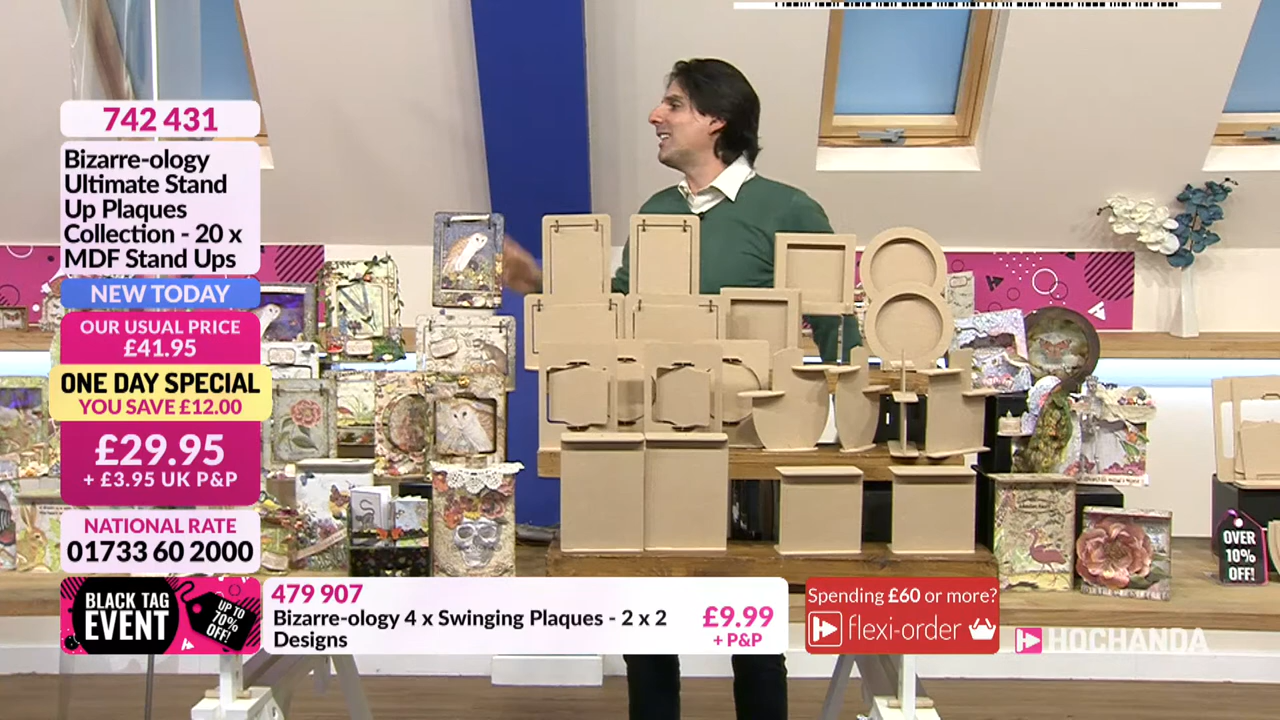 742 431
Bizarre-ology
Ultimate Stand
Up Plaques
Collection - 20 x
MDF Stand Ups
NEW TODAY
OUR USUAL PRICE
£41.95
ONE DAY SPECIAL
YOU SAVE £12.00
£29.95
+ £3.95 UK P&P
NATIONAL RATE
01733 60 2000
BLACK TAG
EVENT
UP TO
70%
OFF!
479 907
Bizarre-ology 4 x Swinging Plaques - 2 x 2
Designs
£9.99
+ P&P
Spending £60 or more?
flexi-order
HOCHANDA
OVER
10%
OFF!